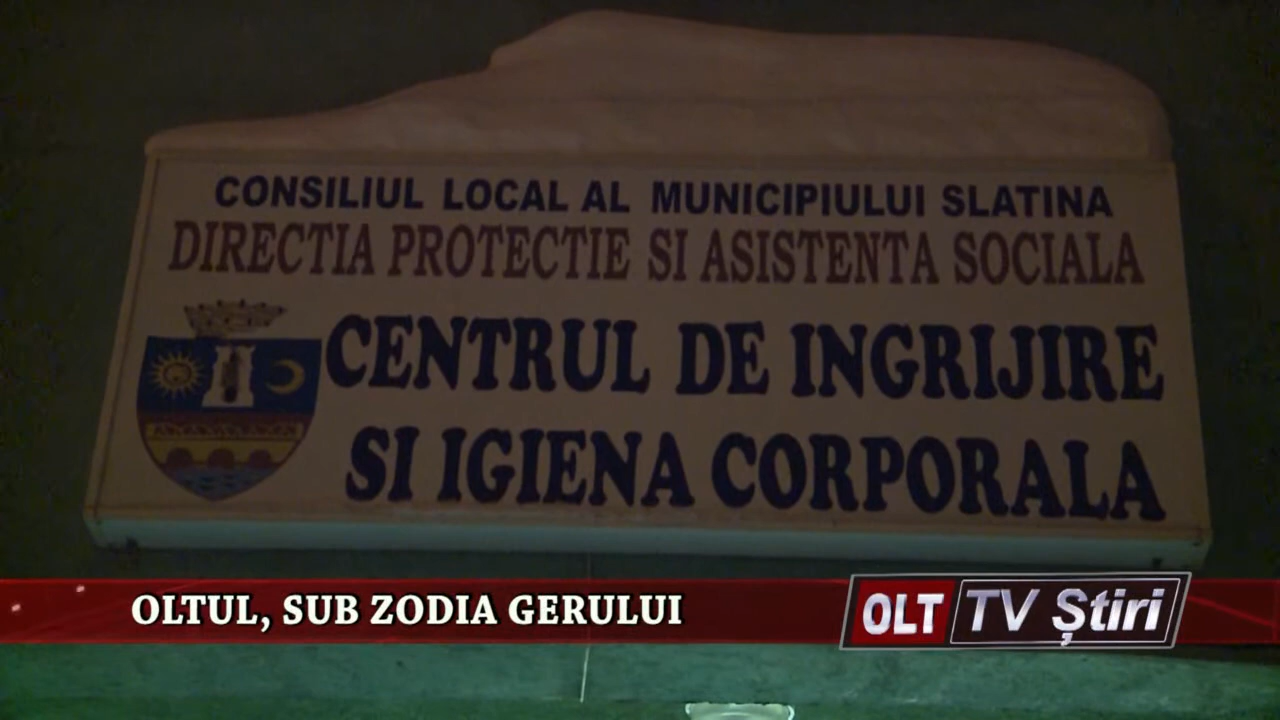 CONSILIUL LOCAL AL MUNICIPIULUI SLATINA
DIRECTIA PROTECTIE SI ASISTENTA SOCIALA
CENTRUL DE INGRIJIRE
SI IGIENA CORPORALA
OLTUL, SUB ZODIA GERULUI
OLT TV Știri